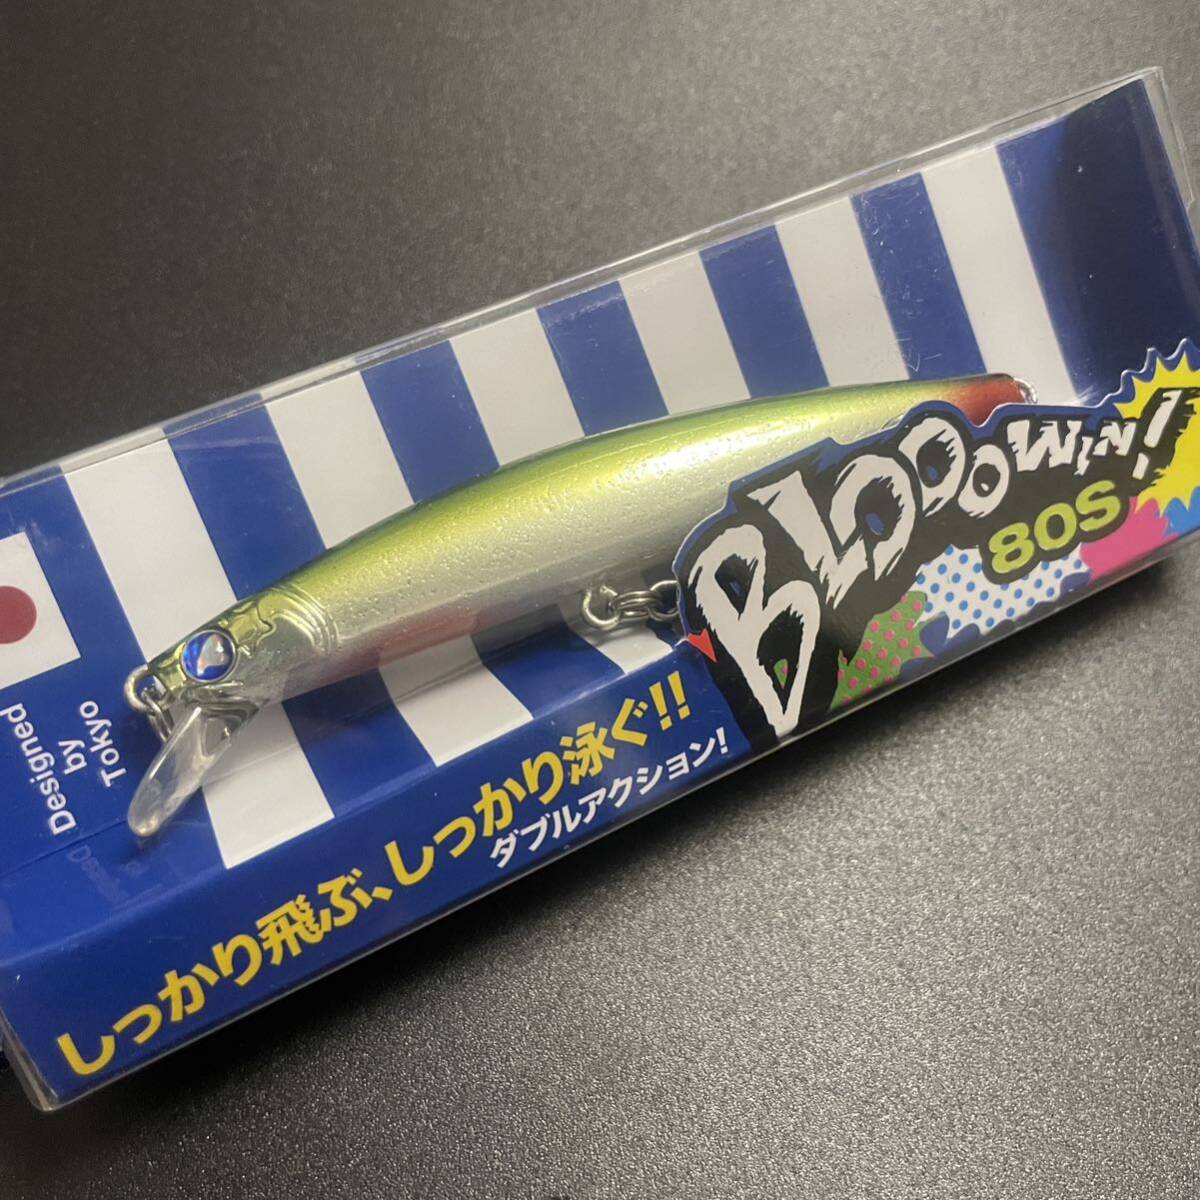 BLOOOWIN!
80S
Designed
by
Tokyo
しっかり飛ぶ、しっかり泳ぐ!!
ダブルアクション!